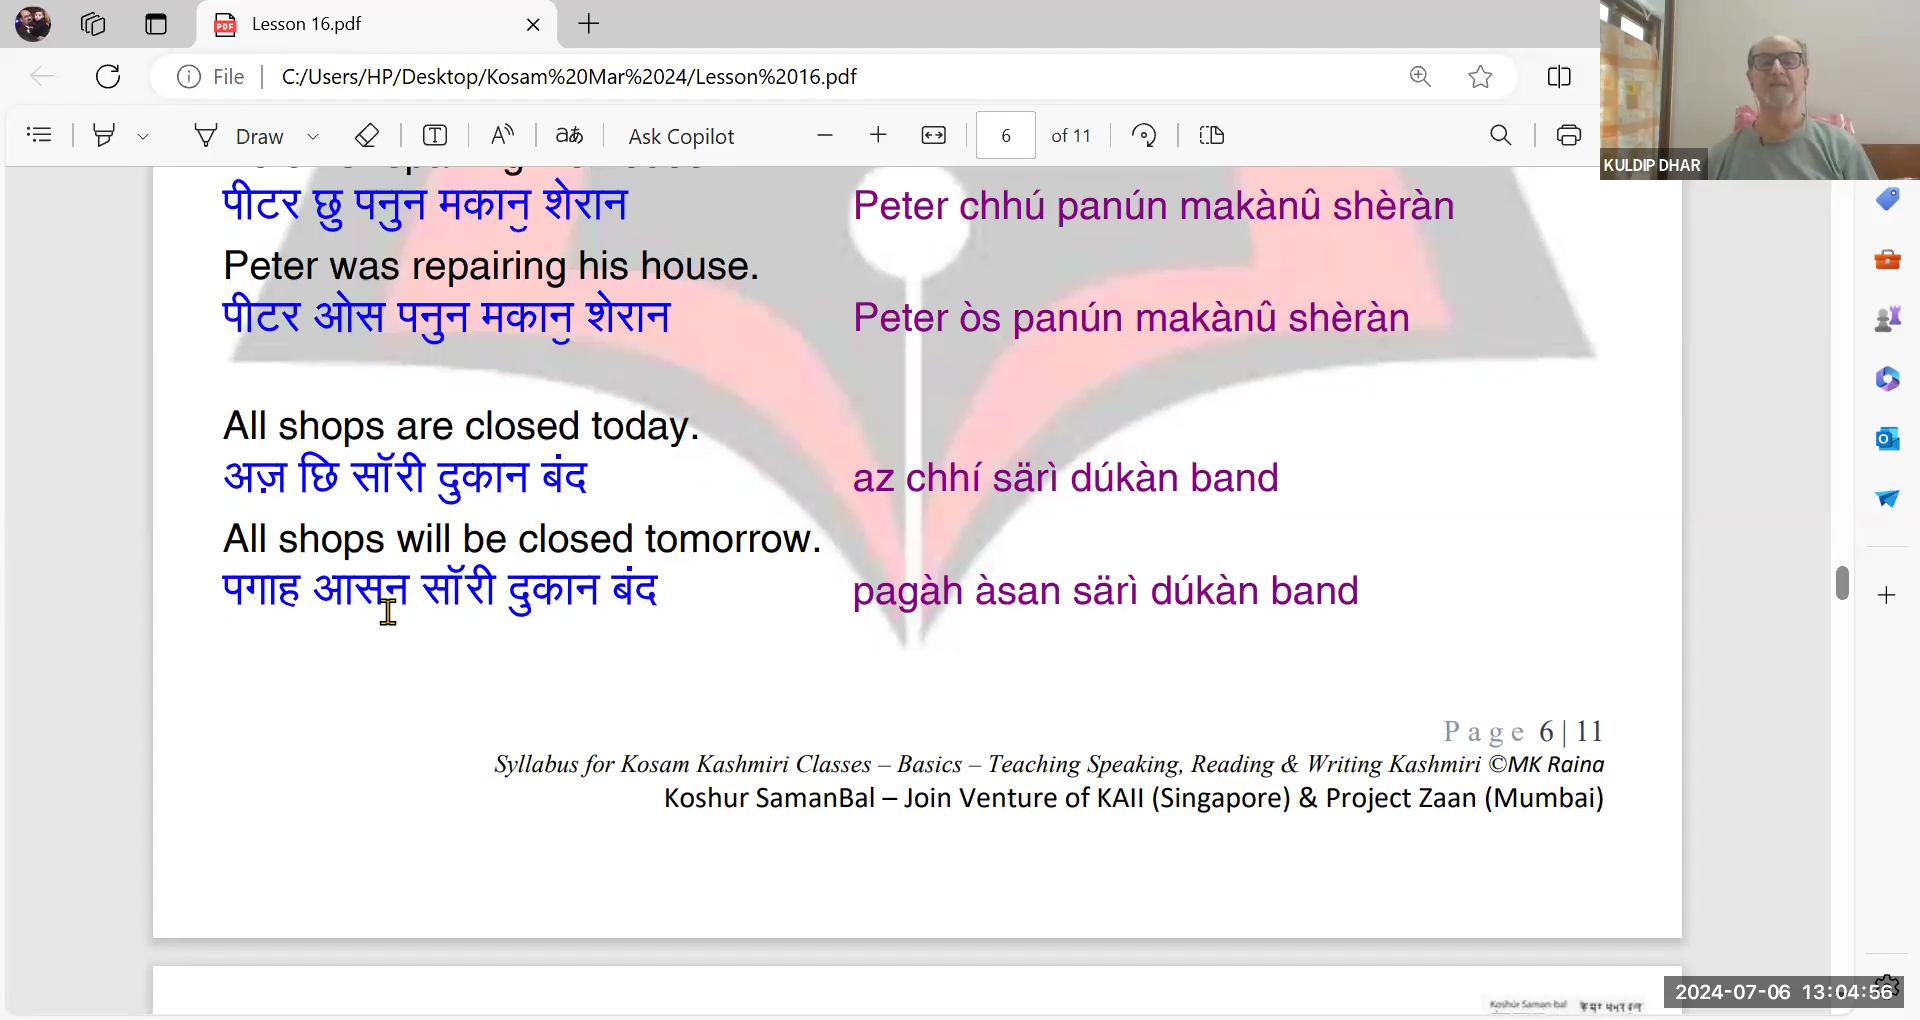 Lesson 16.pdf
File
C:/Users/HP/Desktop/Kosam%20Mar%2024/Lesson%2016.pdf
Draw
Ask Copilot
6 of 11
KULDIP DHAR
पीटर छु पनुन मकान॒ शेरान Peter chhú panún makànû shèràn
Peter was repairing his house.
पीटर ओस पनुन मकान॒ शेरान Peter òs panún makànû shèràn
All shops are closed today.
अज़ छि सॉरी दुकान बंद az chhí särì dúkàn band
All shops will be closed tomorrow.
पगाह आसन सॉरी दुकान बंद pagàh àsan särì dúkàn band
Page 6|11
Syllabus for Kosam Kashmiri Classes – Basics – Teaching Speaking, Reading & Writing Kashmiri ©MK Raina
Koshur SamanBal – Join Venture of KAII (Singapore) & Project Zaan (Mumbai)
Koshúr Saman-bal
2024-07-06 13:04:56